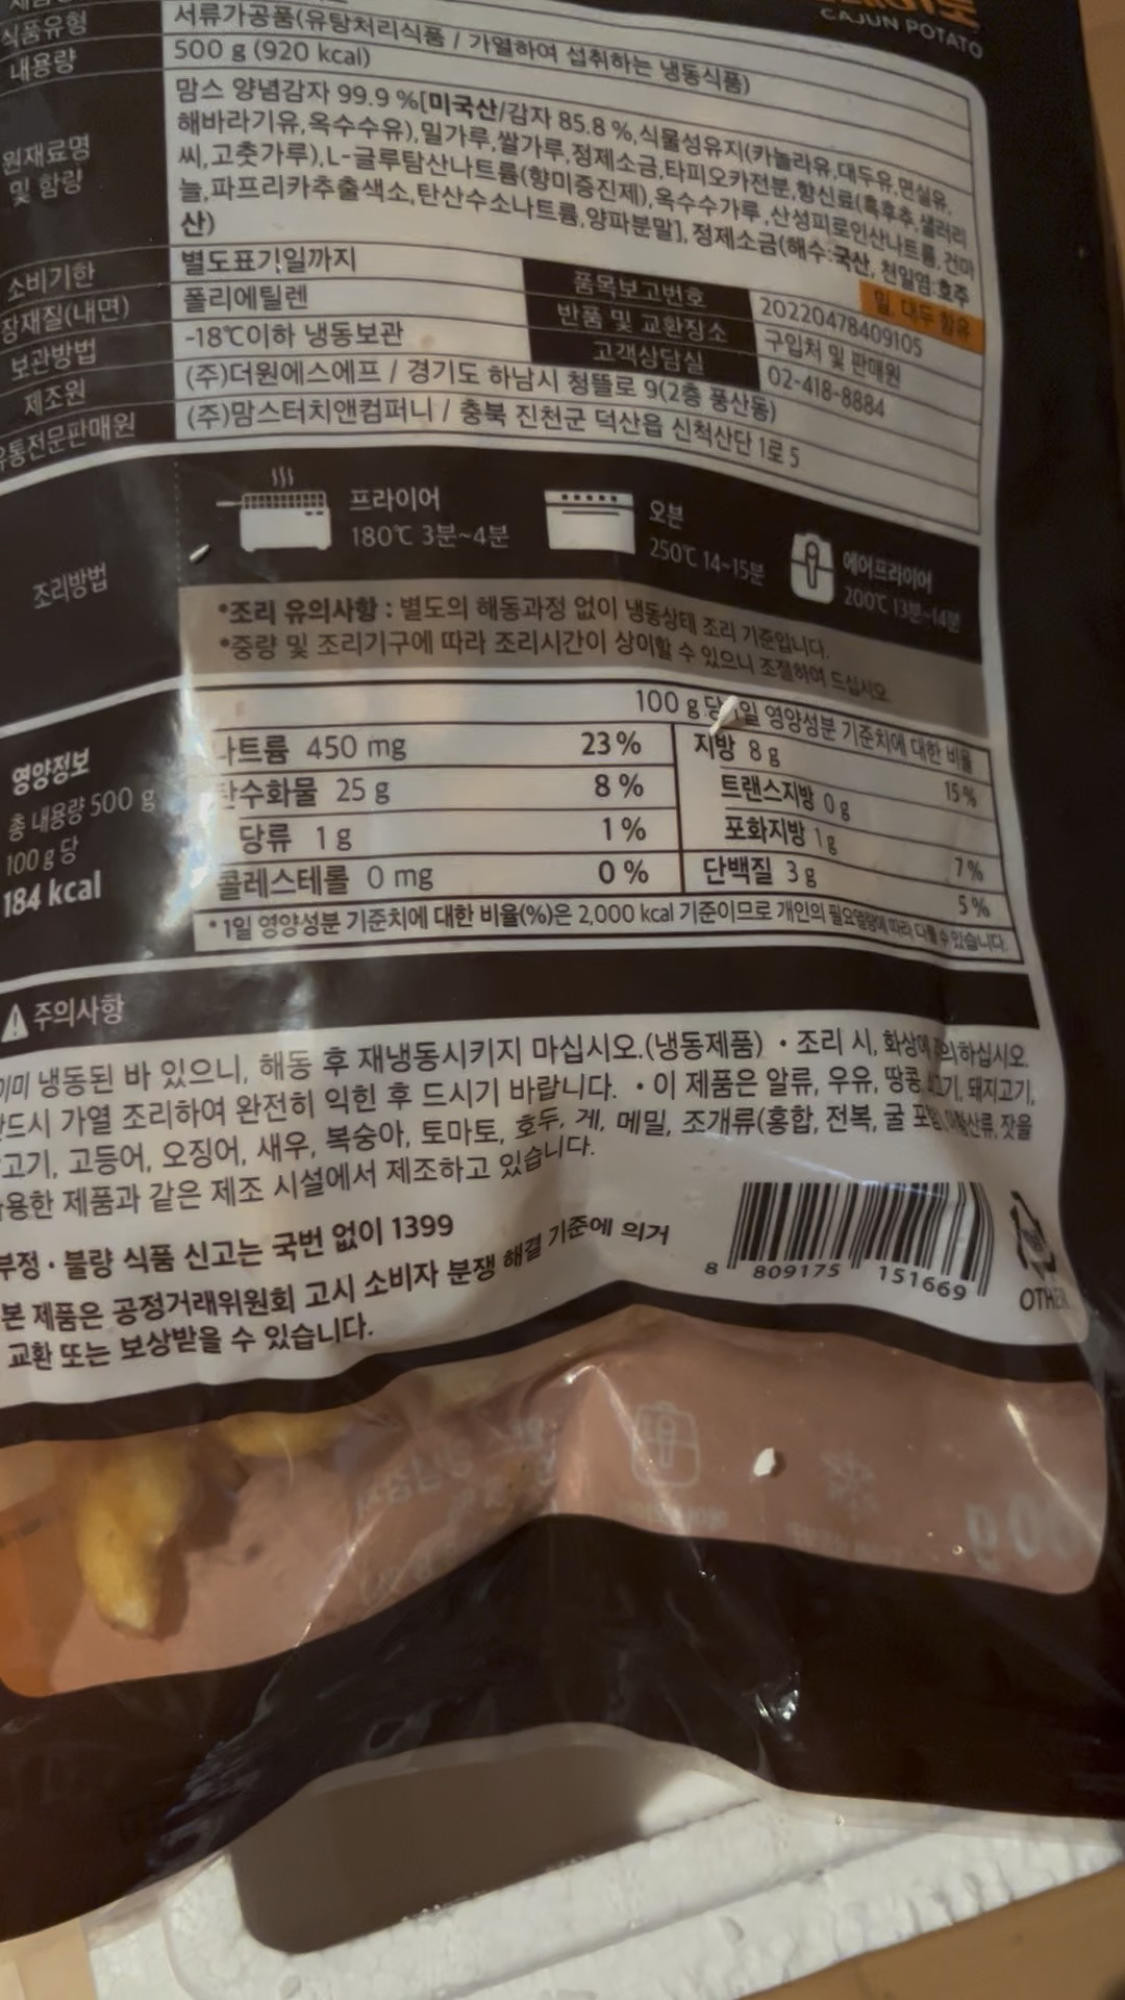 CAJUN POTATO
식품유형 서류가공품(유탕처리식품 / 가열하여 섭취하는 냉동식품)
내용량 500 g (920 kcal)
원재료명 및 함량
맘스 양념감자 99.9 %[미국산/감자 85.8 %,식물성유지(카놀라유,대두유,면실유,
해바라기유,옥수수유),밀가루,쌀가루,정제소금,타피오카전분,향신료(흑후추,샐러리
씨,고춧가루),L-글루탐산나트륨(향미증진제),옥수수가루,산성피로인산나트륨,건마
늘,파프리카추출색소,탄산수소나트륨,양파분말], 정제소금(해수:국산, 천일염:호주
산)
밀, 대두 함유
소비기한 별도표기일까지
품목보고번호 20220478409105
장재질(내면) 폴리에틸렌
반품 및 교환장소 구입처 및 판매원
보관방법 -18℃이하 냉동보관
고객상담실 02-418-8884
제조원 (주)더원에스에프 / 경기도 하남시 청뜰로 9(2층 풍산동)
유통전문판매원 (주)맘스터치앤컴퍼니 / 충북 진천군 덕산읍 신척산단 1로 5
조리방법
프라이어
180℃ 3분~4분
오븐
250℃ 14~15분
에어프라이어
200℃ 13분~14분
*조리 유의사항 : 별도의 해동과정 없이 냉동상태 조리 기준입니다.
*중량 및 조리기구에 따라 조리시간이 상이할 수 있으니 조절하여 드십시오.
영양정보
총 내용량 500 g
100 g 당
184 kcal
100 g 당 1일 영양성분 기준치에 대한 비율
나트륨 450 mg 23 %
지방 8 g 15 %
탄수화물 25 g 8 %
트랜스지방 0 g
당류 1 g 1 %
포화지방 1 g 7 %
콜레스테롤 0 mg 0 %
단백질 3 g 5 %
* 1일 영양성분 기준치에 대한 비율(%)은 2,000 kcal 기준이므로 개인의 필요열량에 따라 다를 수 있습니다.
주의사항
이미 냉동된 바 있으니, 해동 후 재냉동시키지 마십시오.(냉동제품) • 조리 시, 화상에 주의하십시오.
반드시 가열 조리하여 완전히 익힌 후 드시기 바랍니다. • 이 제품은 알류, 우유, 땅콩, 돼지고기,
고기, 고등어, 오징어, 새우, 복숭아, 토마토, 호두, 게, 메밀, 조개류(홍합, 전복, 굴 포함), 아황산류, 잣을
사용한 제품과 같은 제조 시설에서 제조하고 있습니다.
부정 • 불량 식품 신고는 국번 없이 1399
본 제품은 공정거래위원회 고시 소비자 분쟁 해결 기준에 의거
교환 또는 보상받을 수 있습니다.
8 809175 151669
OTHER